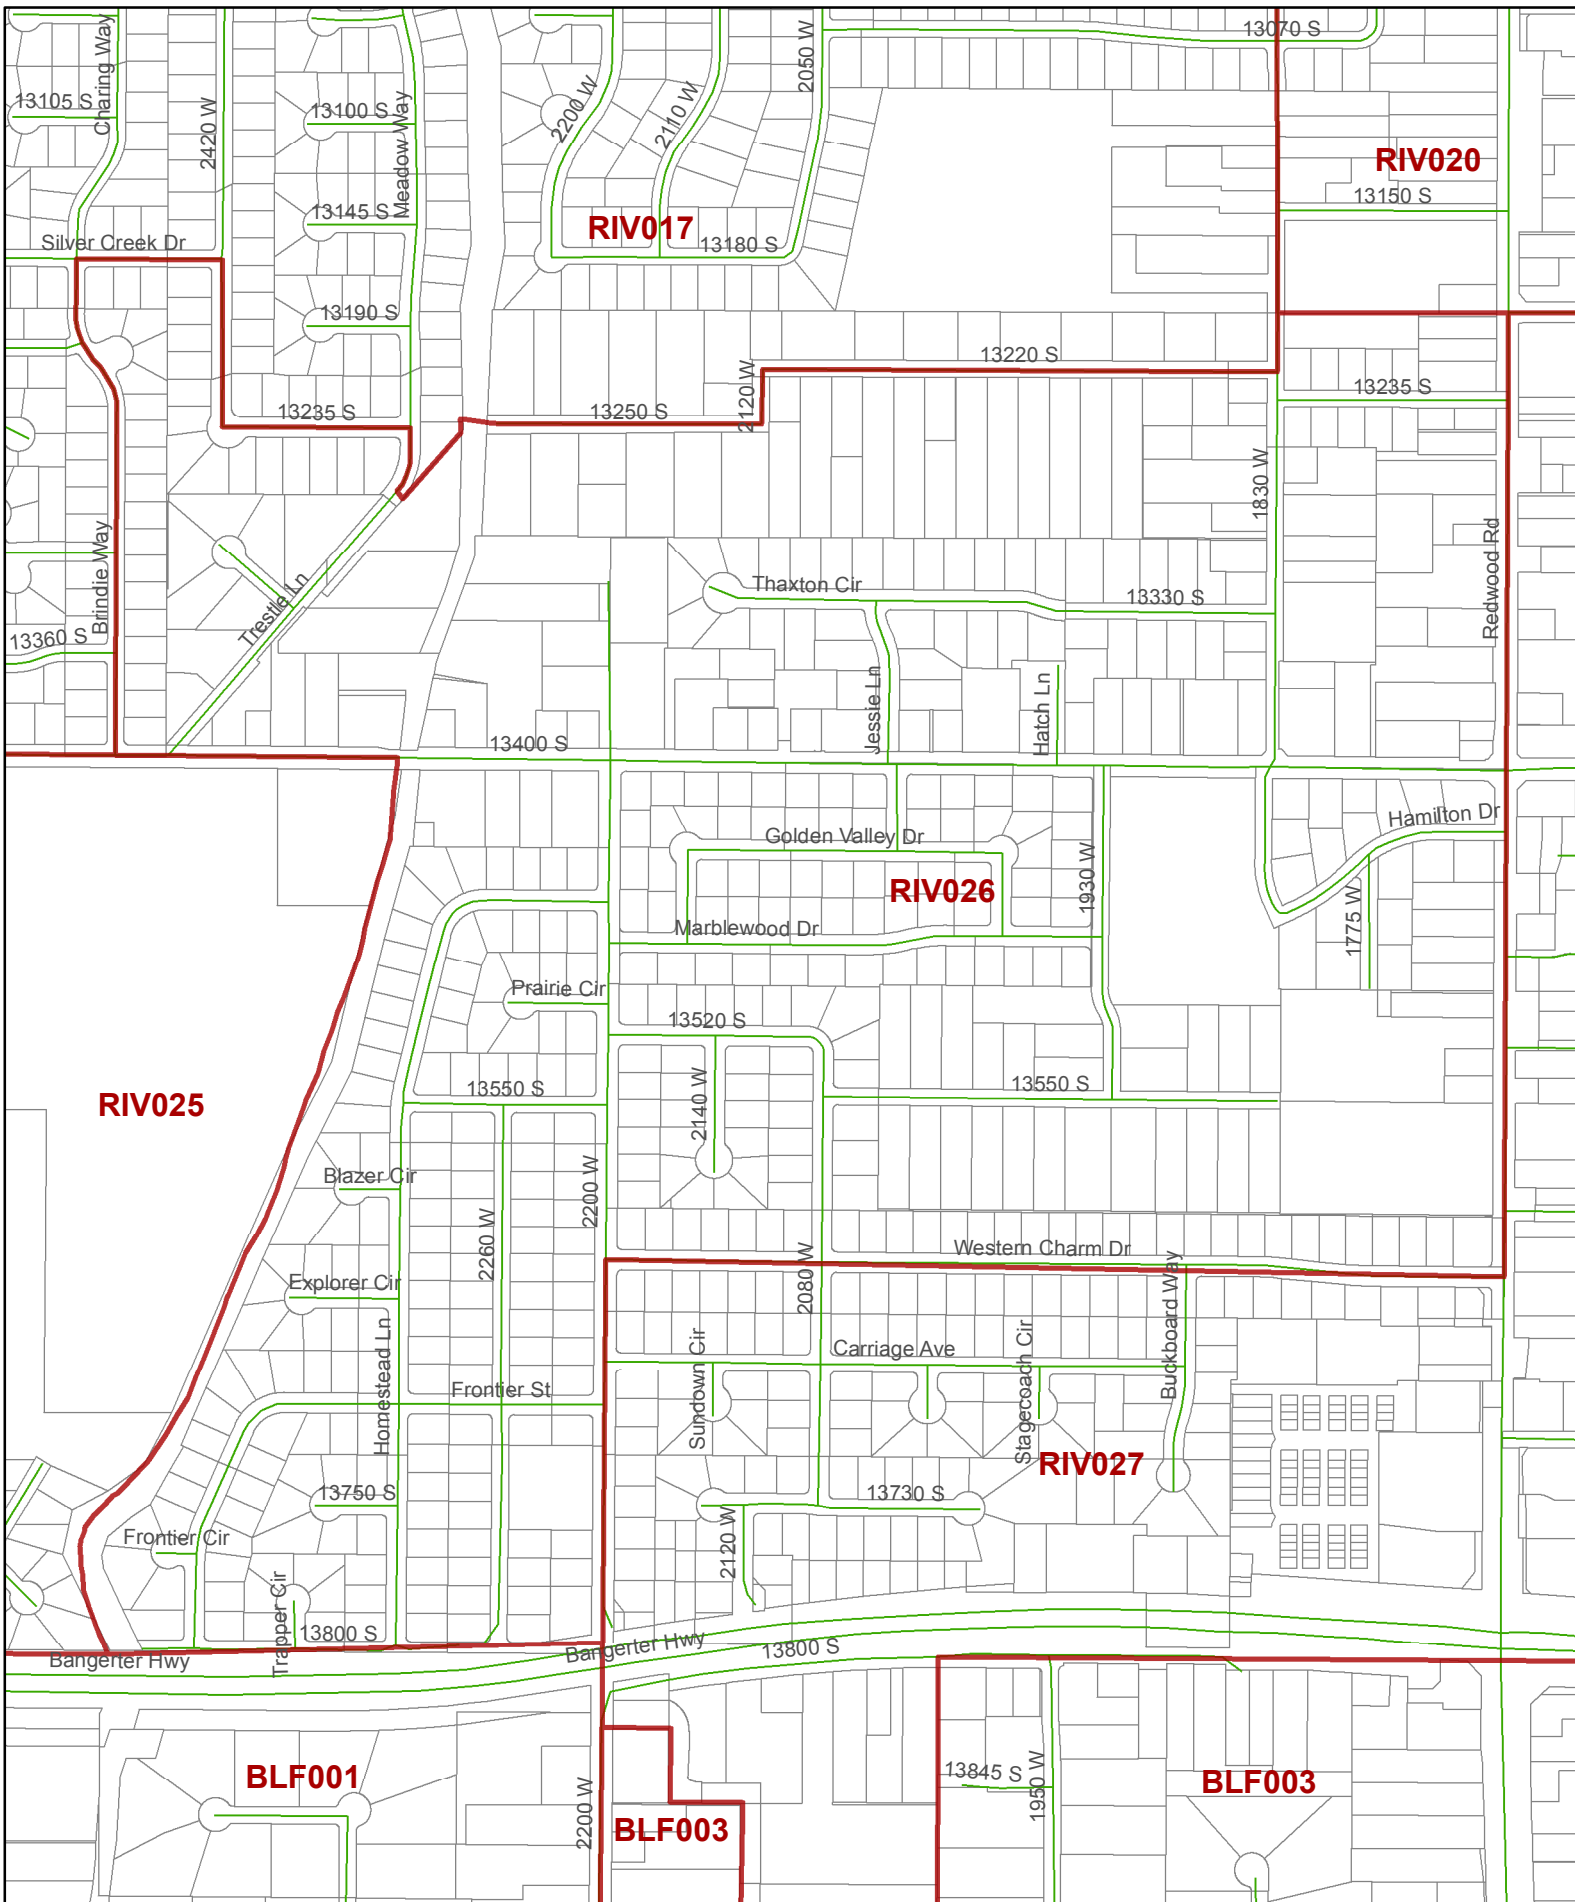 13070 S
Charing Way
2050 W
13105 S
13100 S
2200 W
2110 W
2420 W
Meadow Way
RIV020
13150 S
13145 S
RIV017
Silver Creek Dr
13180 S
13190 S
13220 S
2120 W
13235 S
13235 S
13250 S
1830 W
Brindie Way
Redwood Rd
Thaxton Cir
13330 S
Trestle Ln
13360 S
Jessie Ln
Hatch Ln
13400 S
Golden Valley Dr
Hamilton Dr
1930 W
RIV026
1775 W
Marblewood Dr
Prairie Cir
13520 S
13550 S
13550 S
RIV025
2140 W
Blazer Cir
2200 W
2260 W
Western Charm Dr
Explorer Cir
2080 W
Buckboard Way
Homestead Ln
Sundown Cir
Carriage Ave
Stagecoach Cir
Frontier St
RIV027
13750 S
13730 S
Frontier Cir
2120 W
Trapper Cir
13800 S
Bangerter Hwy
Bangerter Hwy
13800 S
BLF001
13845 S
1950 W
BLF003
2200 W
BLF003